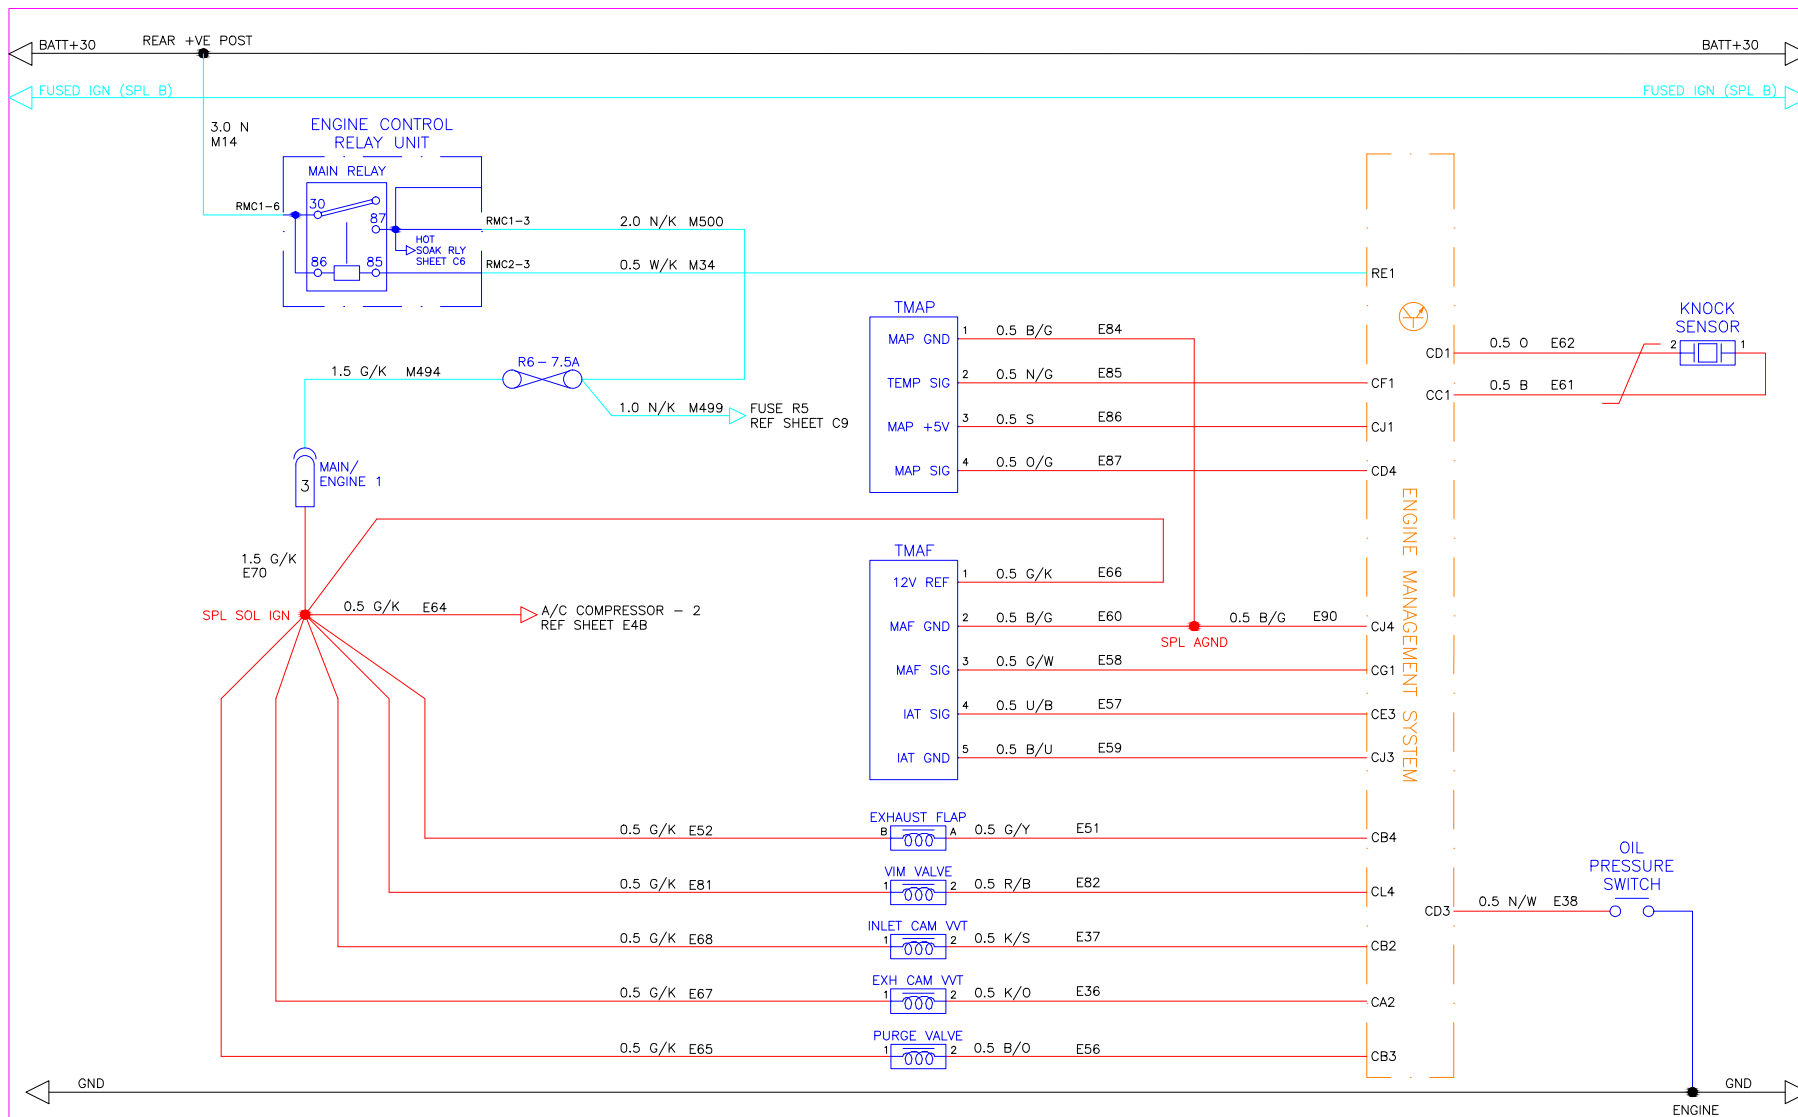 BATT+30
REAR +VE POST
BATT+30
FUSED IGN (SPL B)
FUSED IGN (SPL B)
3.0 N
M14
ENGINE CONTROL
RELAY UNIT
MAIN RELAY
RMC1-6
30
87
HOT
SOAK RLY
SHEET C6
86
85
RMC1-3
2.0 N/K M500
RMC2-3
0.5 W/K M34
RE1
TMAP
MAP GND
1
0.5 B/G
E84
TEMP SIG
2
0.5 N/G
E85
CF1
MAP +5V
3
0.5 S
E86
CJ1
MAP SIG
4
0.5 O/G
E87
CD4
KNOCK
SENSOR
CD1
0.5 O
E62
2
1
CC1
0.5 B
E61
1.5 G/K M494
R6-7.5A
1.0 N/K M499
FUSE R5
REF SHEET C9
MAIN/
ENGINE 1
3
1.5 G/K
E70
SPL SOL IGN
0.5 G/K
E64
A/C COMPRESSOR - 2
REF SHEET E4B
ENGINE MANAGEMENT SYSTEM
TMAF
12V REF
1
0.5 G/K
E66
MAF GND
2
0.5 B/G
E60
SPL AGND
0.5 B/G
E90
CJ4
MAF SIG
3
0.5 G/W
E58
CG1
IAT SIG
4
0.5 U/B
E57
CE3
IAT GND
5
0.5 B/U
E59
CJ3
EXHAUST FLAP
0.5 G/K E52
B
A
0.5 G/Y
E51
CB4
VIM VALVE
0.5 G/K E81
1
2
0.5 R/B
E82
CL4
OIL
PRESSURE
SWITCH
CD3
0.5 N/W
E38
INLET CAM VVT
0.5 G/K E68
1
2
0.5 K/S
E37
CB2
EXH CAM VVT
0.5 G/K E67
1
2
0.5 K/O
E36
CA2
PURGE VALVE
0.5 G/K E65
1
2
0.5 B/O
E56
CB3
GND
GND
ENGINE